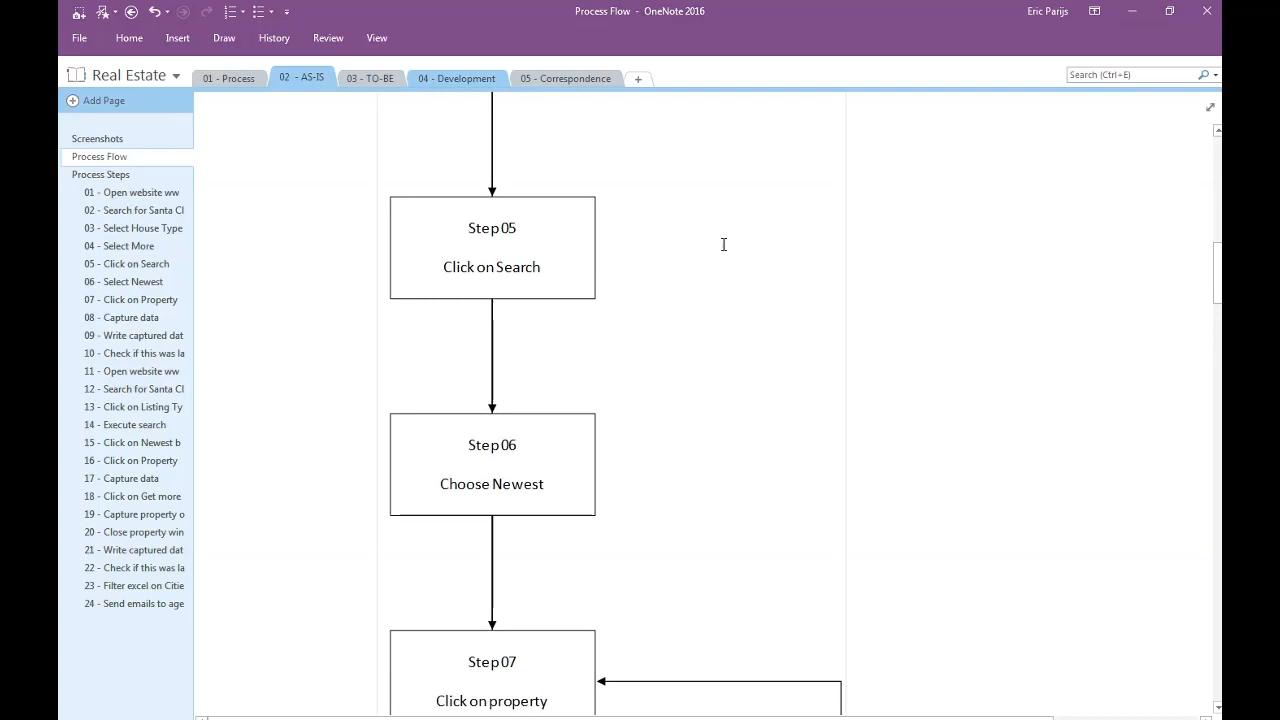 Process Flow - OneNote 2016
Eric Parijs
File
Home
Insert
Draw
History
Review
View
Real Estate
01 - Process
02 - AS-IS
03 - TO-BE
04 - Development
05 - Correspondence
Search (Ctrl+E)
Add Page
Screenshots
Process Flow
Process Steps
01 - Open website ww
02 - Search for Santa Cl
03 - Select House Type
04 - Select More
05 - Click on Search
06 - Select Newest
07 - Click on Property
08 - Capture data
09 - Write captured dat
10 - Check if this was la
11 - Open website ww
12 - Search for Santa Cl
13 - Click on Listing Ty
14 - Execute search
15 - Click on Newest b
16 - Click on Property
17 - Capture data
18 - Click on Get more
19 - Capture property o
20 - Close property win
21 - Write captured dat
22 - Check if this was la
23 - Filter excel on Citie
24 - Send emails to age
Step 05
Click on Search
Step 06
Choose Newest
Step 07
Click on property